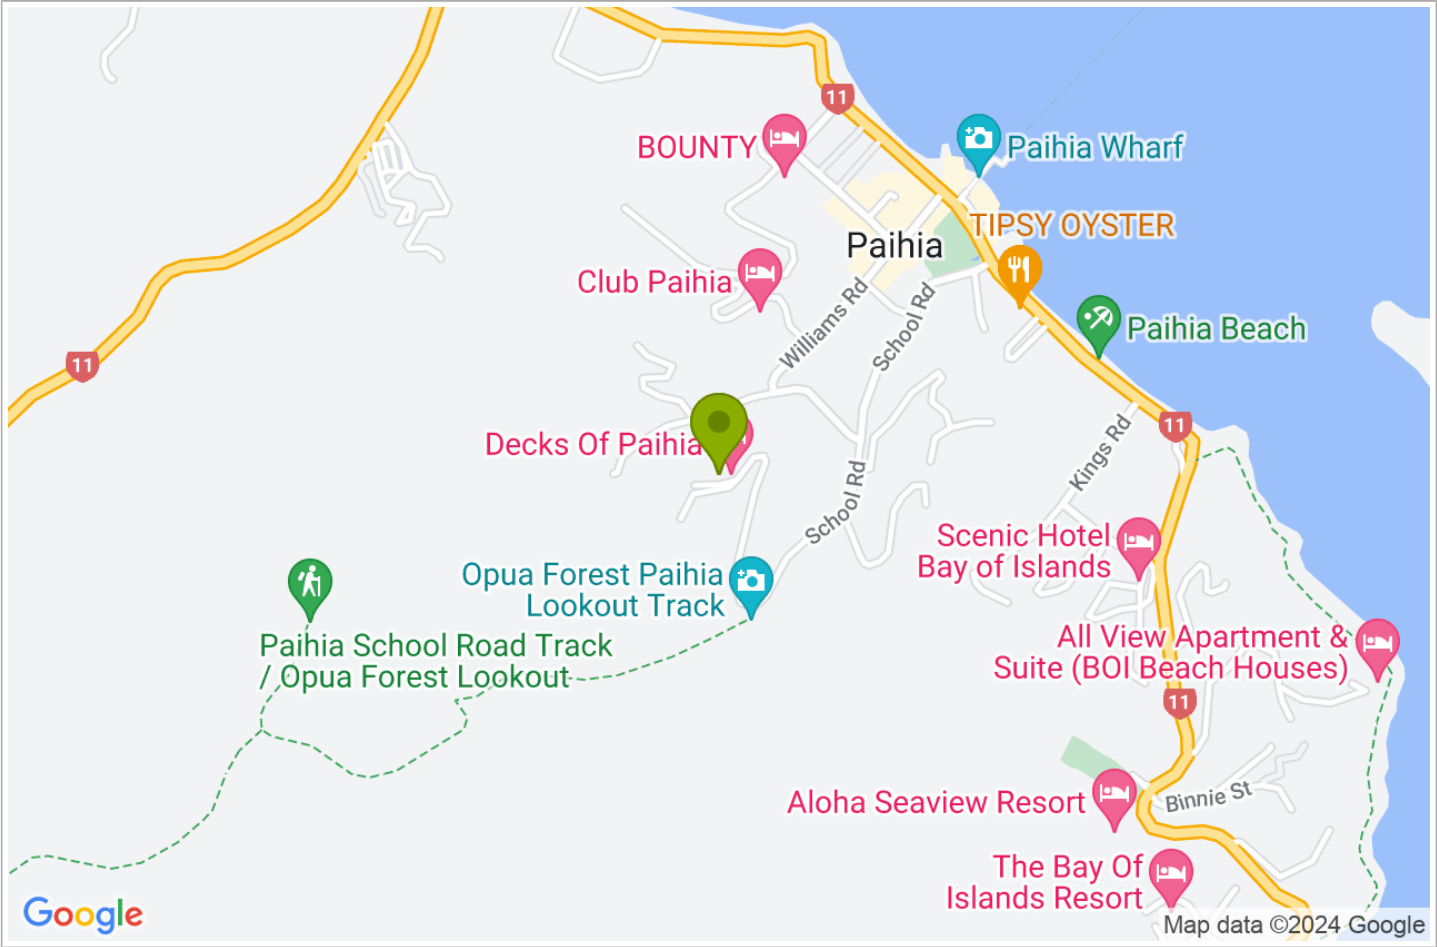 11
BOUNTY
Paihia Wharf
TIPSY OYSTER
Paihia
Club Paihia
Williams Rd
School Rd
Paihia Beach
11
11
Decks Of Paihia
Kings Rd
School Rd
Scenic Hotel
Bay of Islands
Opua Forest Paihia
Lookout Track
Paihia School Road Track
/ Opua Forest Lookout
All View Apartment &
Suite (BOI Beach Houses)
11
Aloha Seaview Resort
Binnie St
The Bay Of
Islands Resort
Google
Map data ©2024 Google